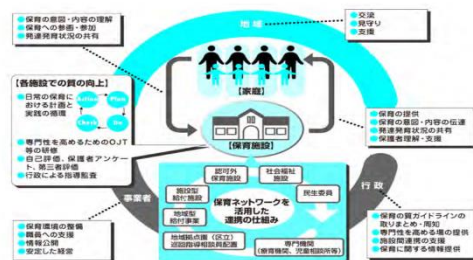 ●保育の意図・内容の理解
●保育への参画・参加
●発達発育状況の共有
地域
●交流
●見守り
●支援
【家庭】
【各施設での質の向上】
●日常の保育に
おける計画と
実践の循環
Action
Plan
Check
Do
●専門性を高めるためのOJT
等の研修
●自己評価、保護者アンケー
ト、第三者評価
●行政による指導監査
【保育施設】
●保育の提供
●保育の意図・内容の伝達
●発達発育状況の共有
●保護者理解・支援
事業者
行政
認可外
保育施設
社会福祉
施設
施設型
給付施設
民生委員
地域型
給付事業
保育ネットワークを
活用した
連携の仕組み
地域拠点園（区立）
巡回指導相談員配置
専門機関
（療育機関、児童相談所等）
●保育環境の整備
●職員への支援
●情報公開
●安定した経営
●保育の質ガイドラインの
取りまとめ・周知
●専門性を高める場の提供
●施設間連携の支援
●保育に関する情報提供